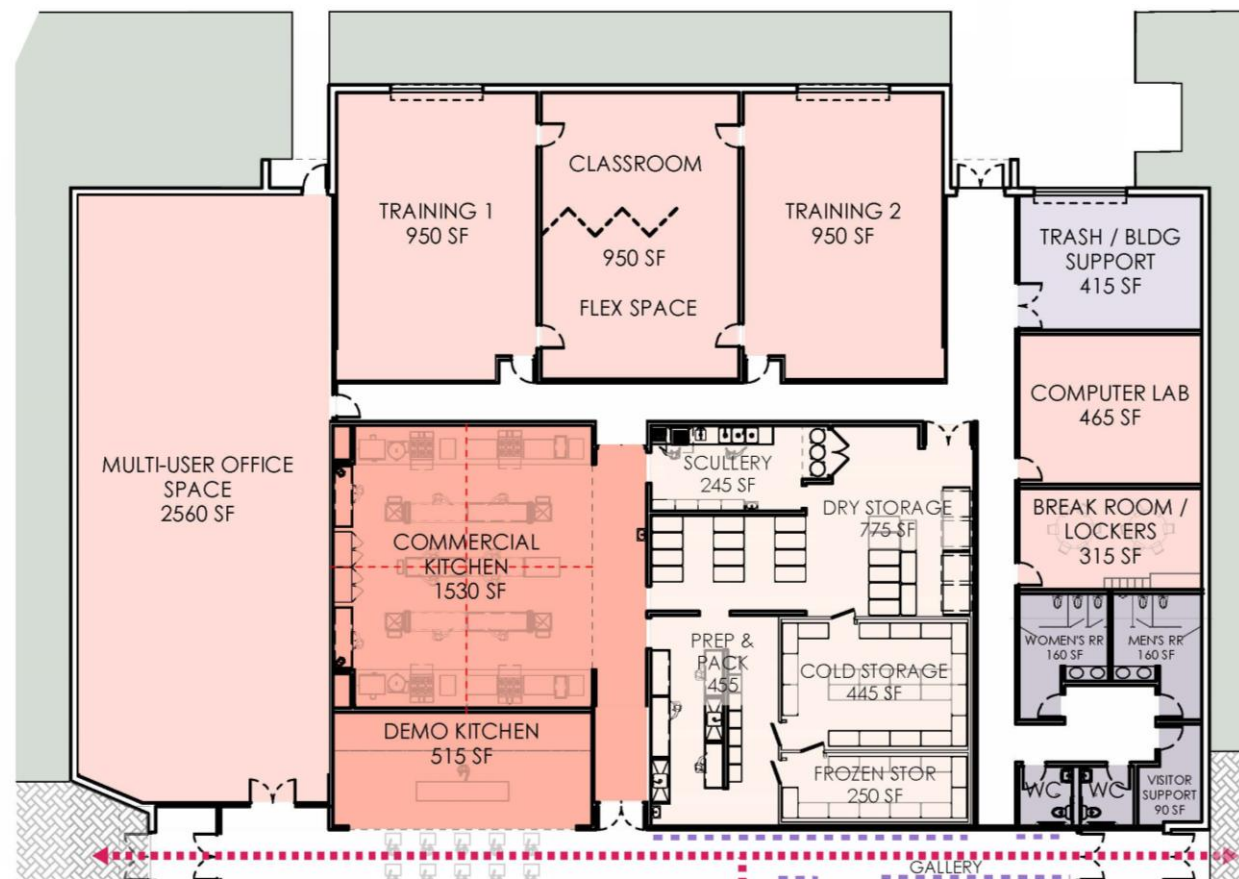 CLASSROOM
TRAINING 1
950 SF
950 SF
FLEX SPACE
TRAINING 2
950 SF
TRASH / BLDG
SUPPORT
415 SF
COMPUTER LAB
465 SF
MULTI-USER OFFICE
SPACE
2560 SF
COMMERCIAL
KITCHEN
1530 SF
SCULLERY
245 SF
DRY STORAGE
775 SF
BREAK ROOM /
LOCKERS
315 SF
PREP &
PACK
455
COLD STORAGE
445 SF
WOMEN'S RR
160 SF
MEN'S RR
160 SF
DEMO KITCHEN
515 SF
FROZEN STOR
250 SF
WC
WC
VISITOR
SUPPORT
90 SF
GALLERY